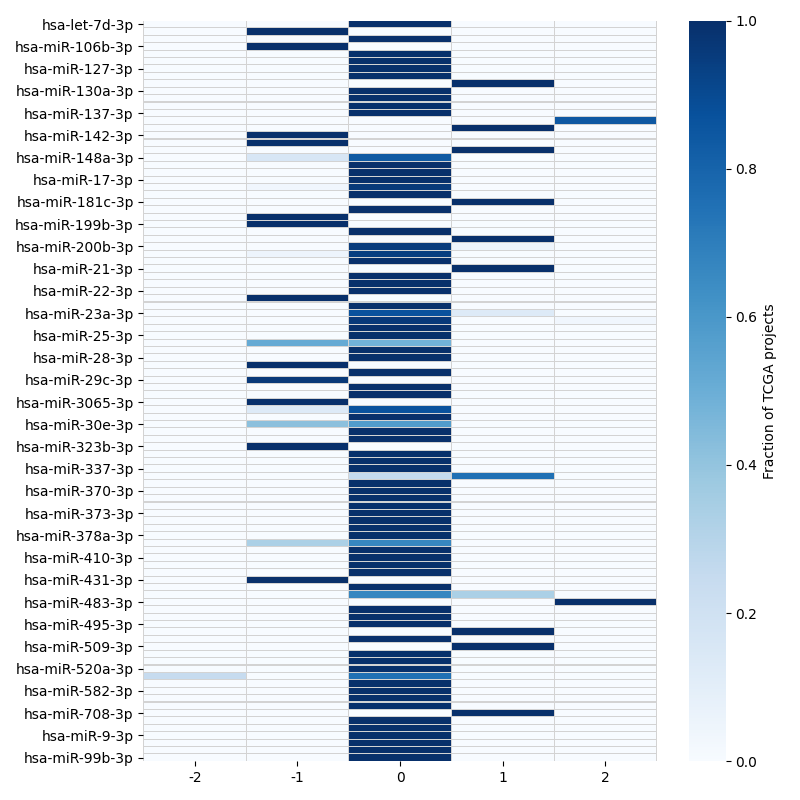 hsa-let-7d-3p
hsa-miR-106b-3p
hsa-miR-127-3p
hsa-miR-130a-3p
hsa-miR-137-3p
hsa-miR-142-3p
hsa-miR-148a-3p
hsa-miR-17-3p
hsa-miR-181c-3p
hsa-miR-199b-3p
hsa-miR-200b-3p
hsa-miR-21-3p
hsa-miR-22-3p
hsa-miR-23a-3p
hsa-miR-25-3p
hsa-miR-28-3p
hsa-miR-29c-3p
hsa-miR-3065-3p
hsa-miR-30e-3p
hsa-miR-323b-3p
hsa-miR-337-3p
hsa-miR-370-3p
hsa-miR-373-3p
hsa-miR-378a-3p
hsa-miR-410-3p
hsa-miR-431-3p
hsa-miR-483-3p
hsa-miR-495-3p
hsa-miR-509-3p
hsa-miR-520a-3p
hsa-miR-582-3p
hsa-miR-708-3p
hsa-miR-9-3p
hsa-miR-99b-3p
-2 -1 0 1 2
1.0
0.8
0.6
0.4
0.2
0.0
Fraction of TCGA projects